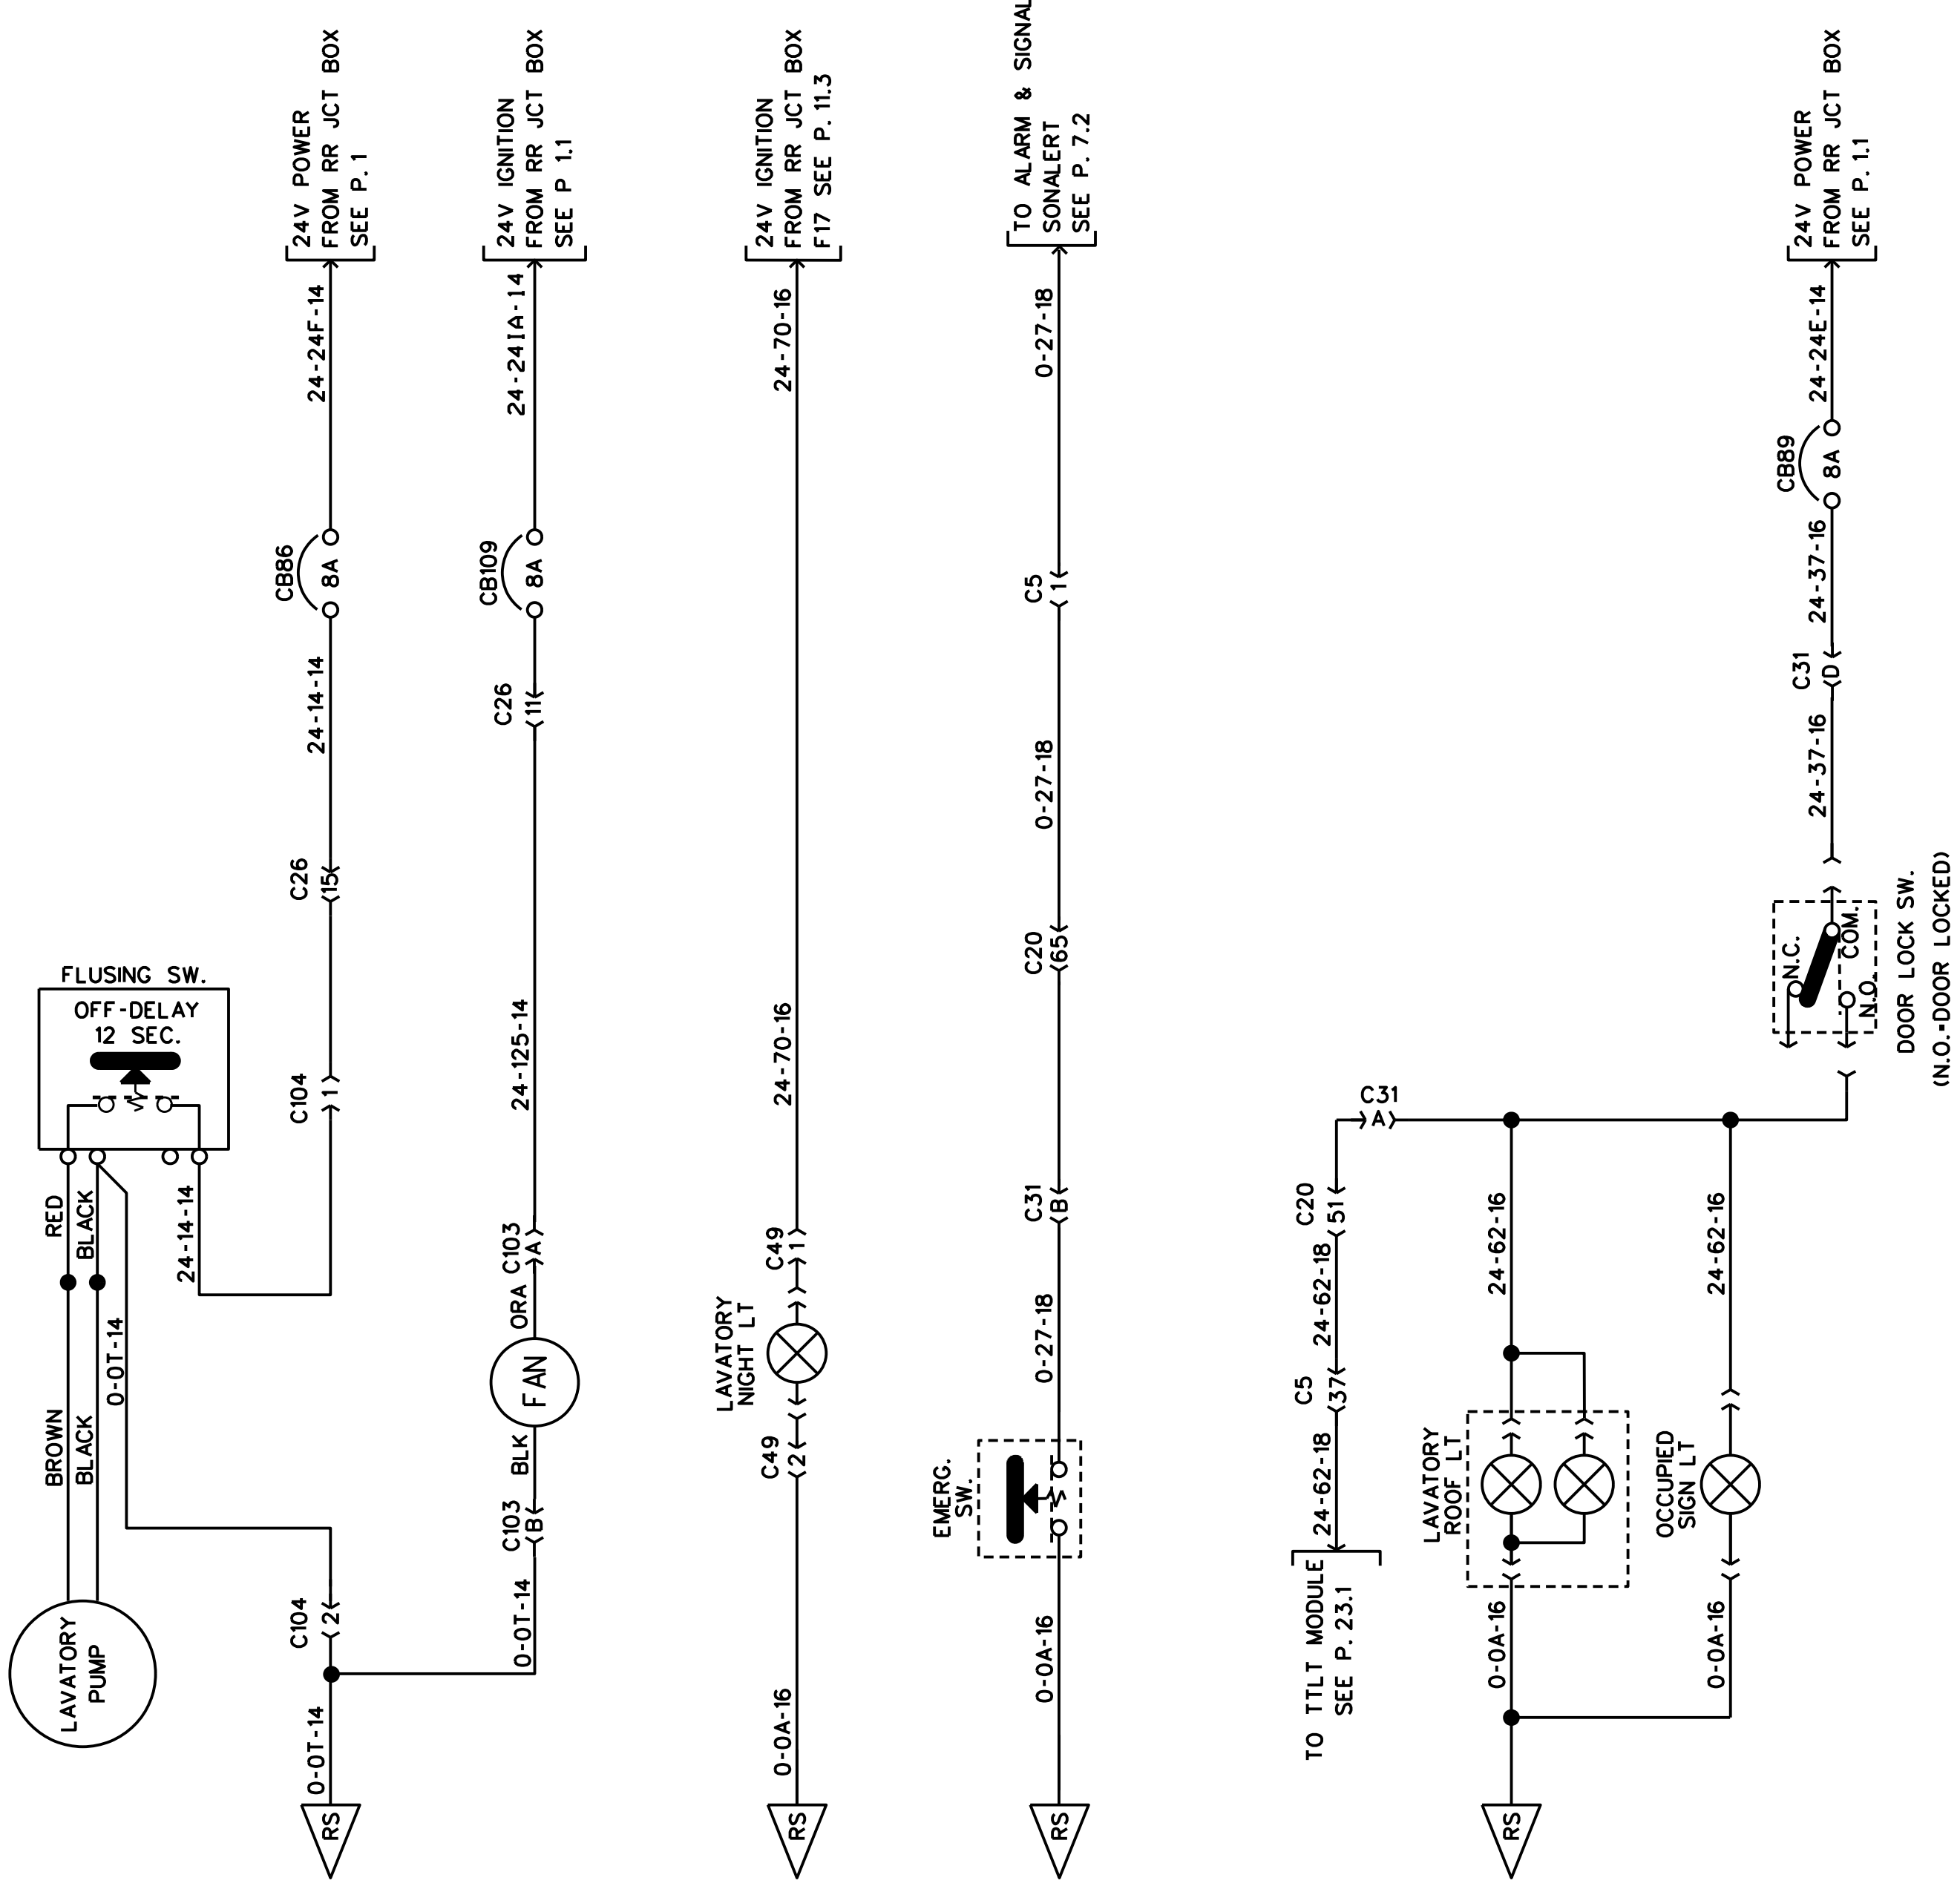 24V POWER
FROM RR JCT BOX
SEE P. 1
24-24F-14
CB86
8A
24-14-14
C26
15
C104
1
24-14-14
FLUSING SW.
OFF-DELAY
12 SEC.
RED
BLACK
BROWN
BLACK
0-0T-14
LAVATORY
PUMP
C104
2
0-0T-14
RS
24V IGNITION
FROM RR JCT BOX
SEE P 1.1
24-24IA-14
CB109
8A
C26
11
24-125-14
C103
A
ORA
FAN
BLK
C103
B
0-0T-14
24V IGNITION
FROM RR JCT BOX
F17 SEE P. 11.3
24-70-16
24-70-16
C49
1
LAVATORY
NIGHT LT
C49
2
0-0A-16
RS
TO ALARM & SIGNAL
SONALERT
SEE P. 7.2
0-27-18
C5
1
0-27-18
C20
65
C31
B
0-27-18
EMERG.
SW.
0-0A-16
RS
24V POWER
FROM RR JCT BOX
SEE P. 1.1
24-24E-14
CB89
8A
24-37-16
C31
D
24-37-16
N.C.
COM.
N.O.
DOOR LOCK SW.
(N.O.=DOOR LOCKED)
C31
A
C20
51
24-62-18
C5
37
24-62-18
TO TTLT MODULE
SEE P. 23.1
24-62-16
LAVATORY
ROOF LT
0-0A-16
RS
24-62-16
OCCUPIED
SIGN LT
0-0A-16